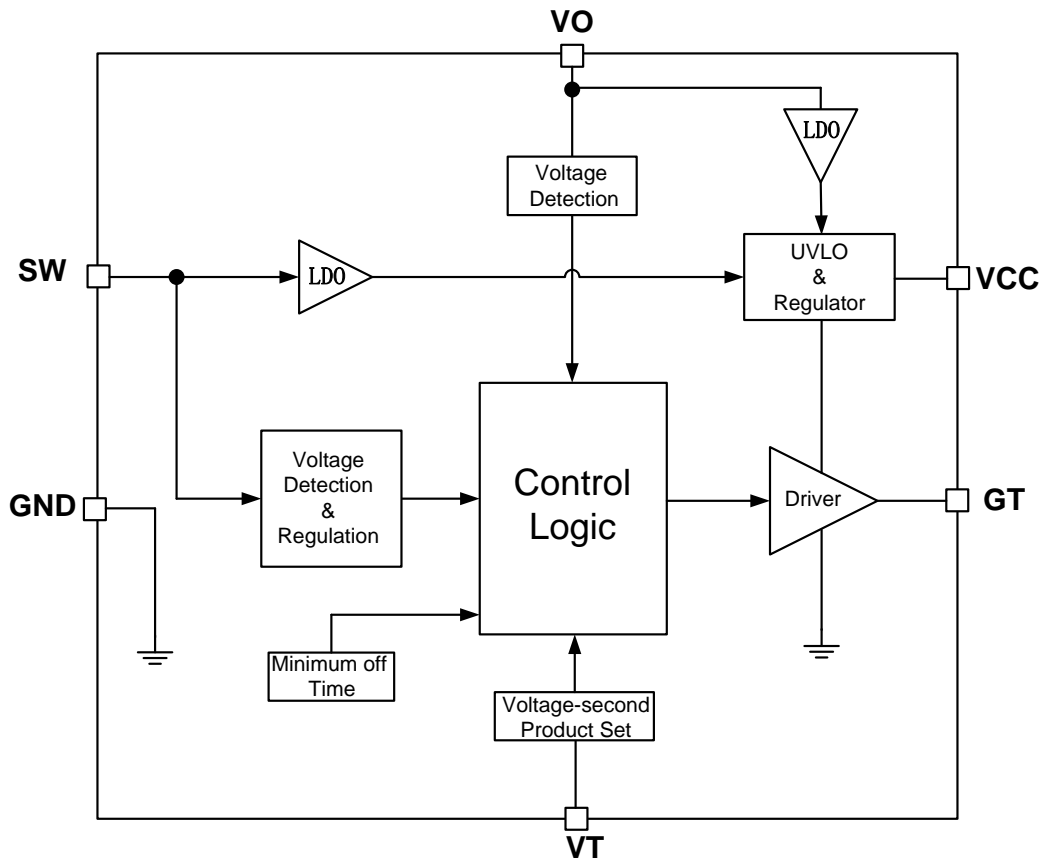 VO
LDO
Voltage
Detection
SW
LDO
UVLO
&
Regulator
VCC
Voltage
Detection
&
Regulation
Control
Logic
Driver
GND
GT
Minimum off
Time
Voltage-second
Product Set
VT